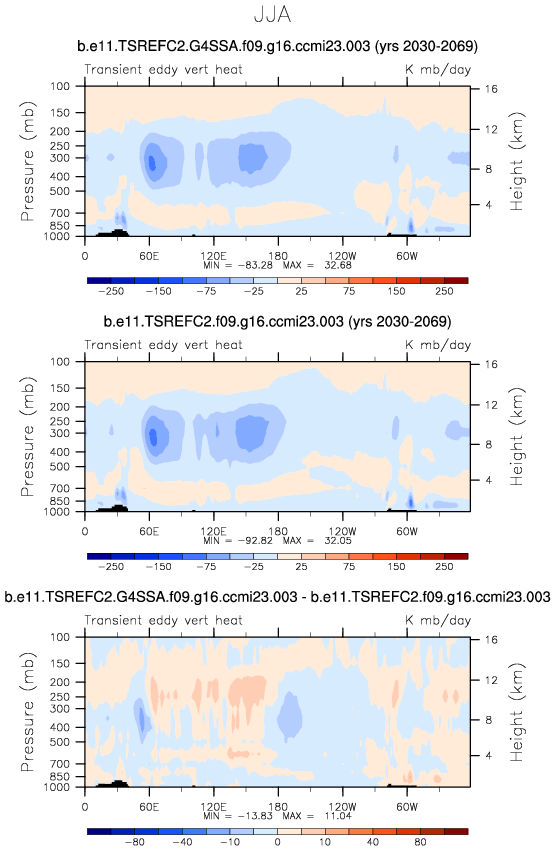 JJA
b.e11.TSREFC2.G4SSA.f09.g16.ccmi23.003 (yrs 2030-2069)
Transient eddy vert heat K mb/day
Pressure (mb)
100
150
200
250
300
400
500
700
850
1000
16
12
8
4
Height (km)
0 60E 120E 180 120W 60W
MIN = -83.28 MAX = 32.68
-250 -150 -75 -25 25 75 150 250
b.e11.TSREFC2.f09.g16.ccmi23.003 (yrs 2030-2069)
Transient eddy vert heat K mb/day
Pressure (mb)
100
150
200
250
300
400
500
700
850
1000
16
12
8
4
Height (km)
0 60E 120E 180 120W 60W
MIN = -92.82 MAX = 32.05
-250 -150 -75 -25 25 75 150 250
b.e11.TSREFC2.G4SSA.f09.g16.ccmi23.003 - b.e11.TSREFC2.f09.g16.ccmi23.003
Transient eddy vert heat K mb/day
Pressure (mb)
100
150
200
250
300
400
500
700
850
1000
16
12
8
4
Height (km)
0 60E 120E 180 120W 60W
MIN = -13.83 MAX = 11.04
-80 -40 -10 0 10 40 80